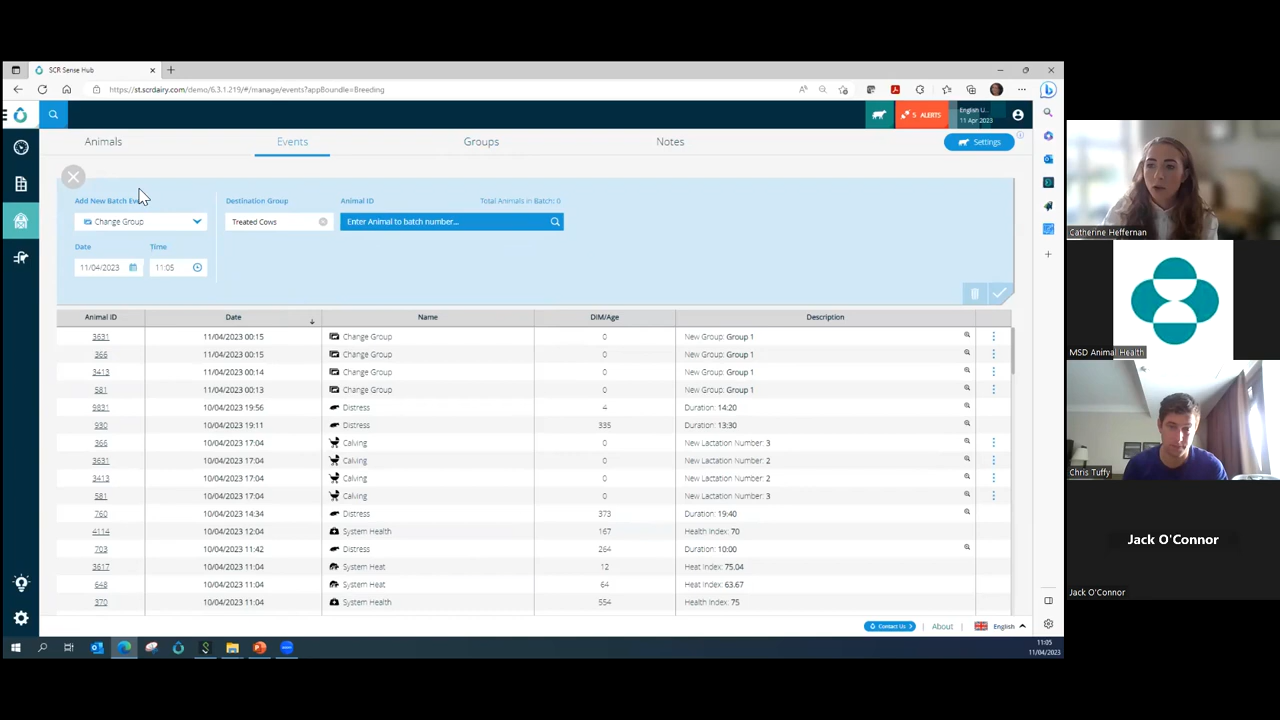 SCR Sense Hub
https://st.scrdairy.com/demo/6.3.1.219/#/manage/events?appBoundle=Breeding
5 ALERTS
English U...
11 Apr 2023
Animals
Events
Groups
Notes
Settings
Add New Batch Eve
Destination Group
Animal ID
Total Animals in Batch: 0
Change Group
Treated Cows
Enter Animal to batch number...
Date
Time
11/04/2023
11:05
Animal ID Date Name DIM/Age Description
3631 11/04/2023 00:15 Change Group 0 New Group: Group 1
366 11/04/2023 00:15 Change Group 0 New Group: Group 1
3413 11/04/2023 00:14 Change Group 0 New Group: Group 1
581 11/04/2023 00:13 Change Group 0 New Group: Group 1
9831 10/04/2023 19:56 Distress 4 Duration: 14:20
930 10/04/2023 19:11 Distress 335 Duration: 13:30
366 10/04/2023 17:04 Calving 0 New Lactation Number: 3
3631 10/04/2023 17:04 Calving 0 New Lactation Number: 2
3413 10/04/2023 17:04 Calving 0 New Lactation Number: 2
581 10/04/2023 17:04 Calving 0 New Lactation Number: 3
760 10/04/2023 14:34 Distress 373 Duration: 19:40
4114 10/04/2023 12:04 System Health 167 Health Index: 70
703 10/04/2023 11:42 Distress 264 Duration: 10:00
3617 10/04/2023 11:04 System Heat 12 Heat Index: 75.04
648 10/04/2023 11:04 System Heat 64 Heat Index: 63.67
370 10/04/2023 11:04 System Health 554 Health Index: 75
Contact Us
About
English
11:05
11/04/2023
Catherine Heffernan
MSD Animal Health
Chris Tuffy
Jack O'Connor
Jack O'Connor